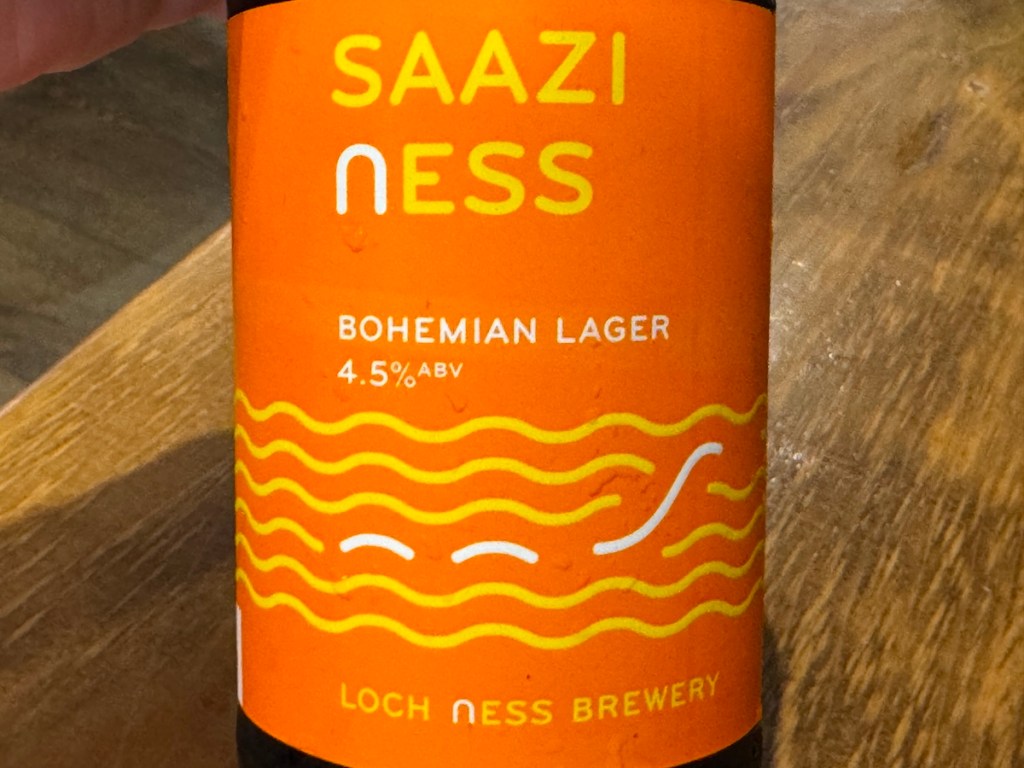 SAAZI
nESS
BOHEMIAN LAGER
4.5% ABV
LOCH nESS BREWERY